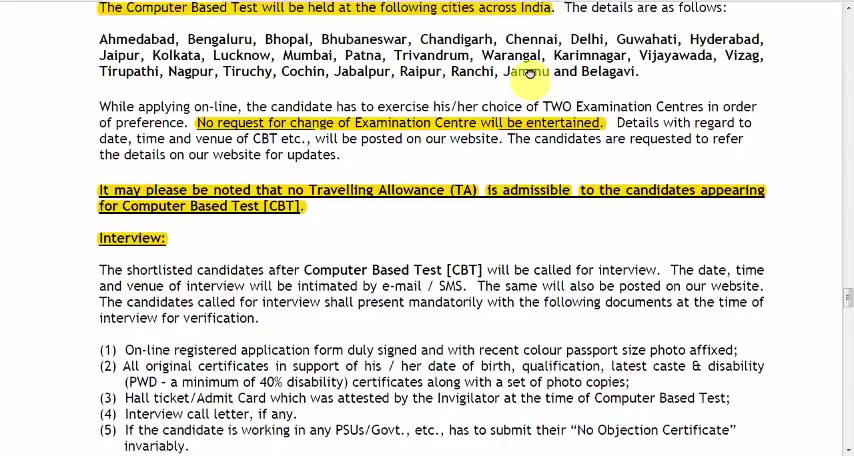 The Computer Based Test will be held at the following cities across India. The details are as follows:
Ahmedabad, Bengaluru, Bhopal, Bhubaneswar, Chandigarh, Chennai, Delhi, Guwahati, Hyderabad,
Jaipur, Kolkata, Lucknow, Mumbai, Patna, Trivandrum, Warangal, Karimnagar, Vijayawada, Vizag,
Tirupathi, Nagpur, Tiruchy, Cochin, Jabalpur, Raipur, Ranchi, Jammu and Belagavi.
While applying on-line, the candidate has to exercise his/her choice of TWO Examination Centres in order
of preference. No request for change of Examination Centre will be entertained. Details with regard to
date, time and venue of CBT etc., will be posted on our website. The candidates are requested to refer
the details on our website for updates.
It may please be noted that no Travelling Allowance (TA) is admissible to the candidates appearing
for Computer Based Test [CBT].
Interview:
The shortlisted candidates after Computer Based Test [CBT] will be called for interview. The date, time
and venue of interview will be intimated by e-mail / SMS. The same will also be posted on our website.
The candidates called for interview shall present mandatorily with the following documents at the time of
interview for verification.
(1) On-line registered application form duly signed and with recent colour passport size photo affixed;
(2) All original certificates in support of his / her date of birth, qualification, latest caste & disability
(PWD – a minimum of 40% disability) certificates along with a set of photo copies;
(3) Hall ticket/Admit Card which was attested by the Invigilator at the time of Computer Based Test;
(4) Interview call letter, if any.
(5) If the candidate is working in any PSUs/Govt., etc., has to submit their “No Objection Certificate”
invariably.